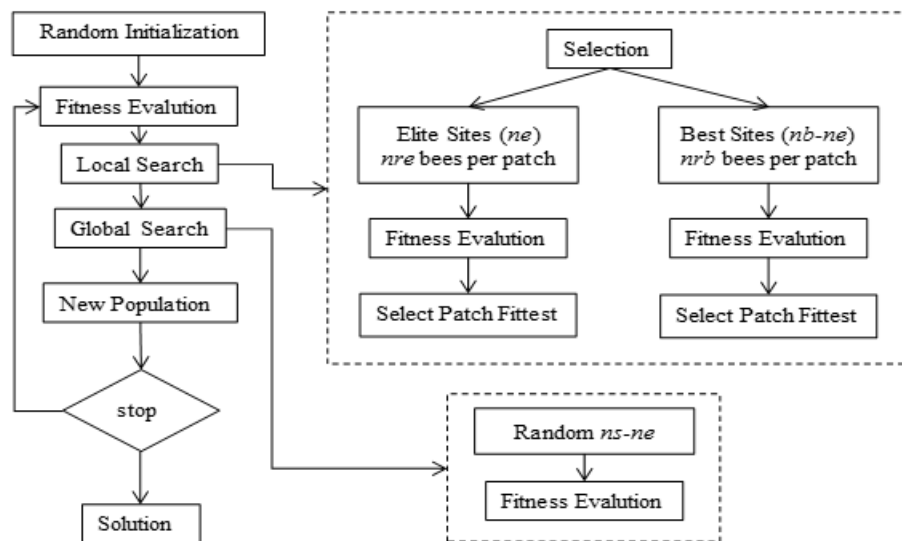 Random Initialization
Fitness Evalution
Local Search
Global Search
New Population
stop
Solution
Selection
Elite Sites (ne)
nre bees per patch
Fitness Evalution
Select Patch Fittest
Best Sites (nb-ne)
nrb bees per patch
Fitness Evalution
Select Patch Fittest
Random ns-ne
Fitness Evalution